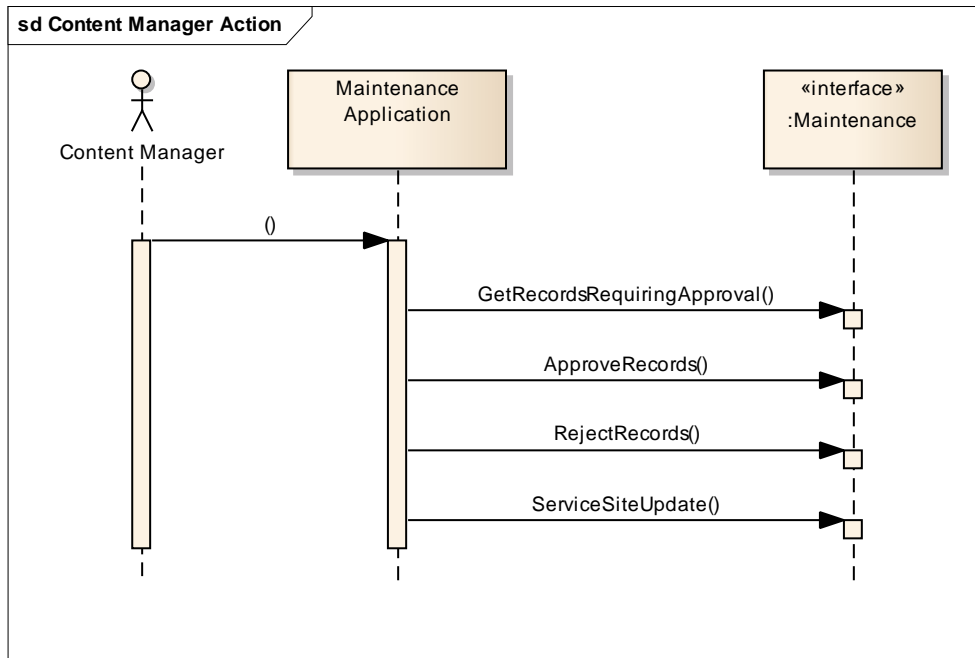 sd Content Manager Action
Content Manager
Maintenance
Application
«interface»
:Maintenance
()
GetRecordsRequiringApproval()
ApproveRecords()
RejectRecords()
ServiceSiteUpdate()